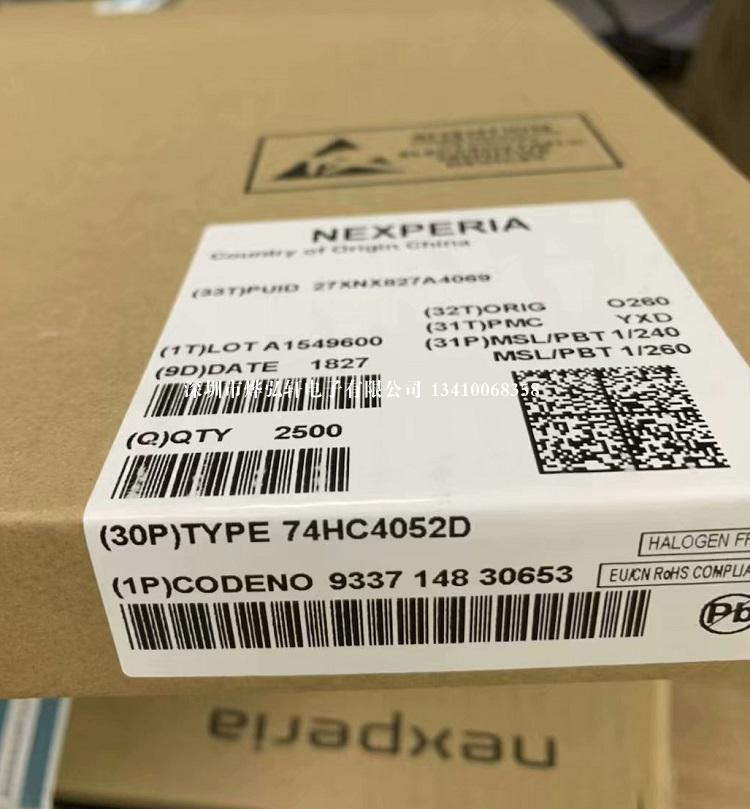 NEXPERIA
Country of Origin China
(33T)PUID 27XNX827A4069
(32T)ORIG O260
(31T)PMC YXD
(1T)LOT A1549600
(31P)MSL/PBT 1/240
(9D)DATE 1827
MSL/PBT 1/260
深圳市烨弘轩电子有限公司 13410068358
(Q)QTY 2500
(30P)TYPE 74HC4052D
HALOGEN FR
(1P)CODENO 9337 148 30653
EU/CN RoHS COMPLIA
Pb
nexperia